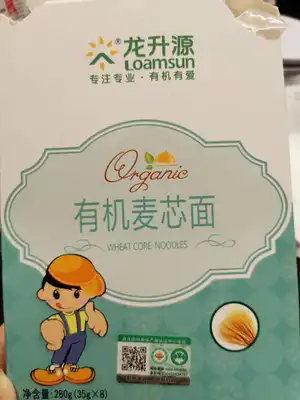 龙升源
Loamsun
专注专业·有机有爱
Organic
有机麦芯面
WHEAT CORE NOODLES
净含量:280g(35g×8)